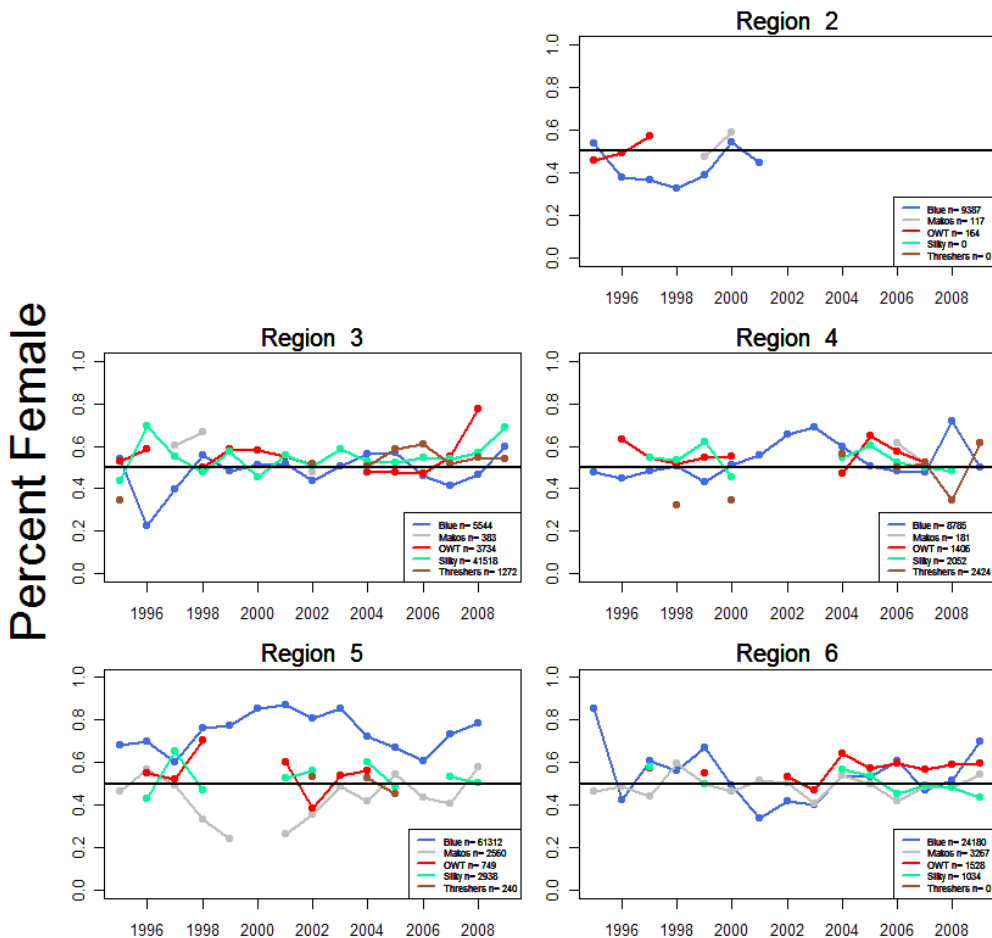 Percent Female
Region 2
1.0
0.8
0.6
0.4
0.2
0.0
Blue n= 9387
Makos n= 117
OWT n= 164
Silky n= 0
Threshers n= 0
1996 1998 2000 2002 2004 2006 2008
Region 3
1.0
0.8
0.6
0.4
0.2
0.0
Blue n= 5544
Makos n= 383
OWT n= 3734
Silky n= 41518
Threshers n= 1272
1996 1998 2000 2002 2004 2006 2008
Region 4
1.0
0.8
0.6
0.4
0.2
0.0
Blue n= 8785
Makos n= 181
OWT n= 1406
Silky n= 2052
Threshers n= 2424
1996 1998 2000 2002 2004 2006 2008
Region 5
1.0
0.8
0.6
0.4
0.2
0.0
Blue n= 61312
Makos n= 2560
OWT n= 749
Silky n= 2938
Threshers n= 240
1996 1998 2000 2002 2004 2006 2008
Region 6
1.0
0.8
0.6
0.4
0.2
0.0
Blue n= 24180
Makos n= 3267
OWT n= 1528
Silky n= 1034
Threshers n= 0
1996 1998 2000 2002 2004 2006 2008